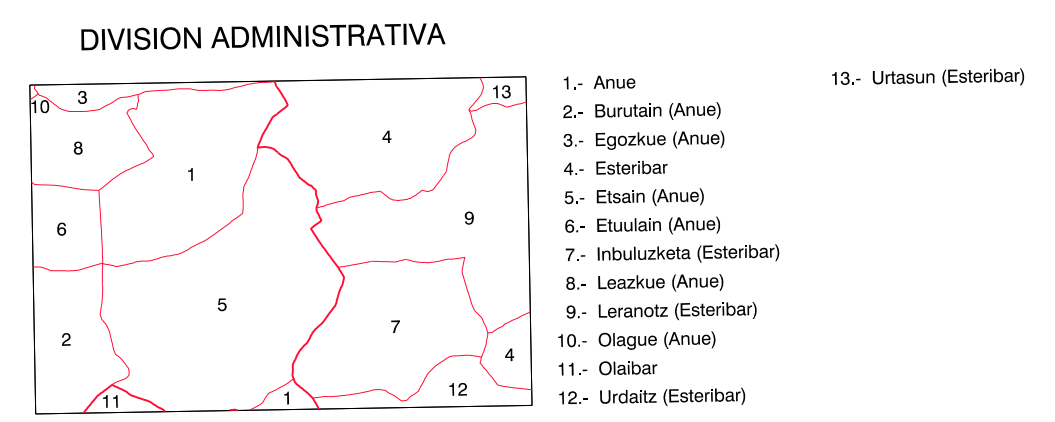 DIVISION ADMINISTRATIVA
10 3 13
8 4
1
6 9
5
2 7
4
11 1 12
1.- Anue
2.- Burutain (Anue)
3.- Egozkue (Anue)
4.- Esteribar
5.- Etsain (Anue)
6.- Etuulain (Anue)
7.- Inbuluzketa (Esteribar)
8.- Leazkue (Anue)
9.- Leranotz (Esteribar)
10.- Olague (Anue)
11.- Olaibar
12.- Urdaitz (Esteribar)
13.- Urtasun (Esteribar)